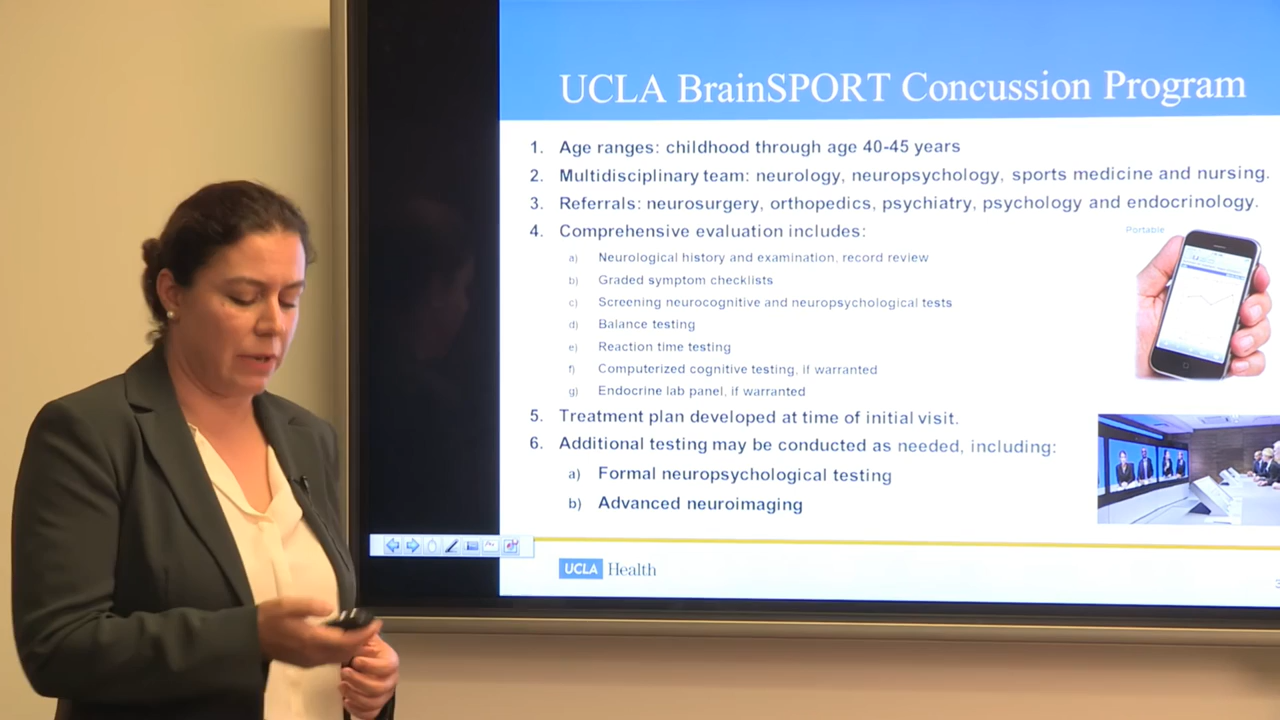 UCLA BrainSPORT Concussion Program
1. Age ranges: childhood through age 40-45 years
2. Multidisciplinary team: neurology, neuropsychology, sports medicine and nursing.
3. Referrals: neurosurgery, orthopedics, psychiatry, psychology and endocrinology.
4. Comprehensive evaluation includes:
Portable
a) Neurological history and examination, record review
b) Graded symptom checklists
c) Screening neurocognitive and neuropsychological tests
d) Balance testing
e) Reaction time testing
f) Computerized cognitive testing, if warranted
g) Endocrine lab panel, if warranted
5. Treatment plan developed at time of initial visit.
6. Additional testing may be conducted as needed, including:
a) Formal neuropsychological testing
b) Advanced neuroimaging
UCLA Health